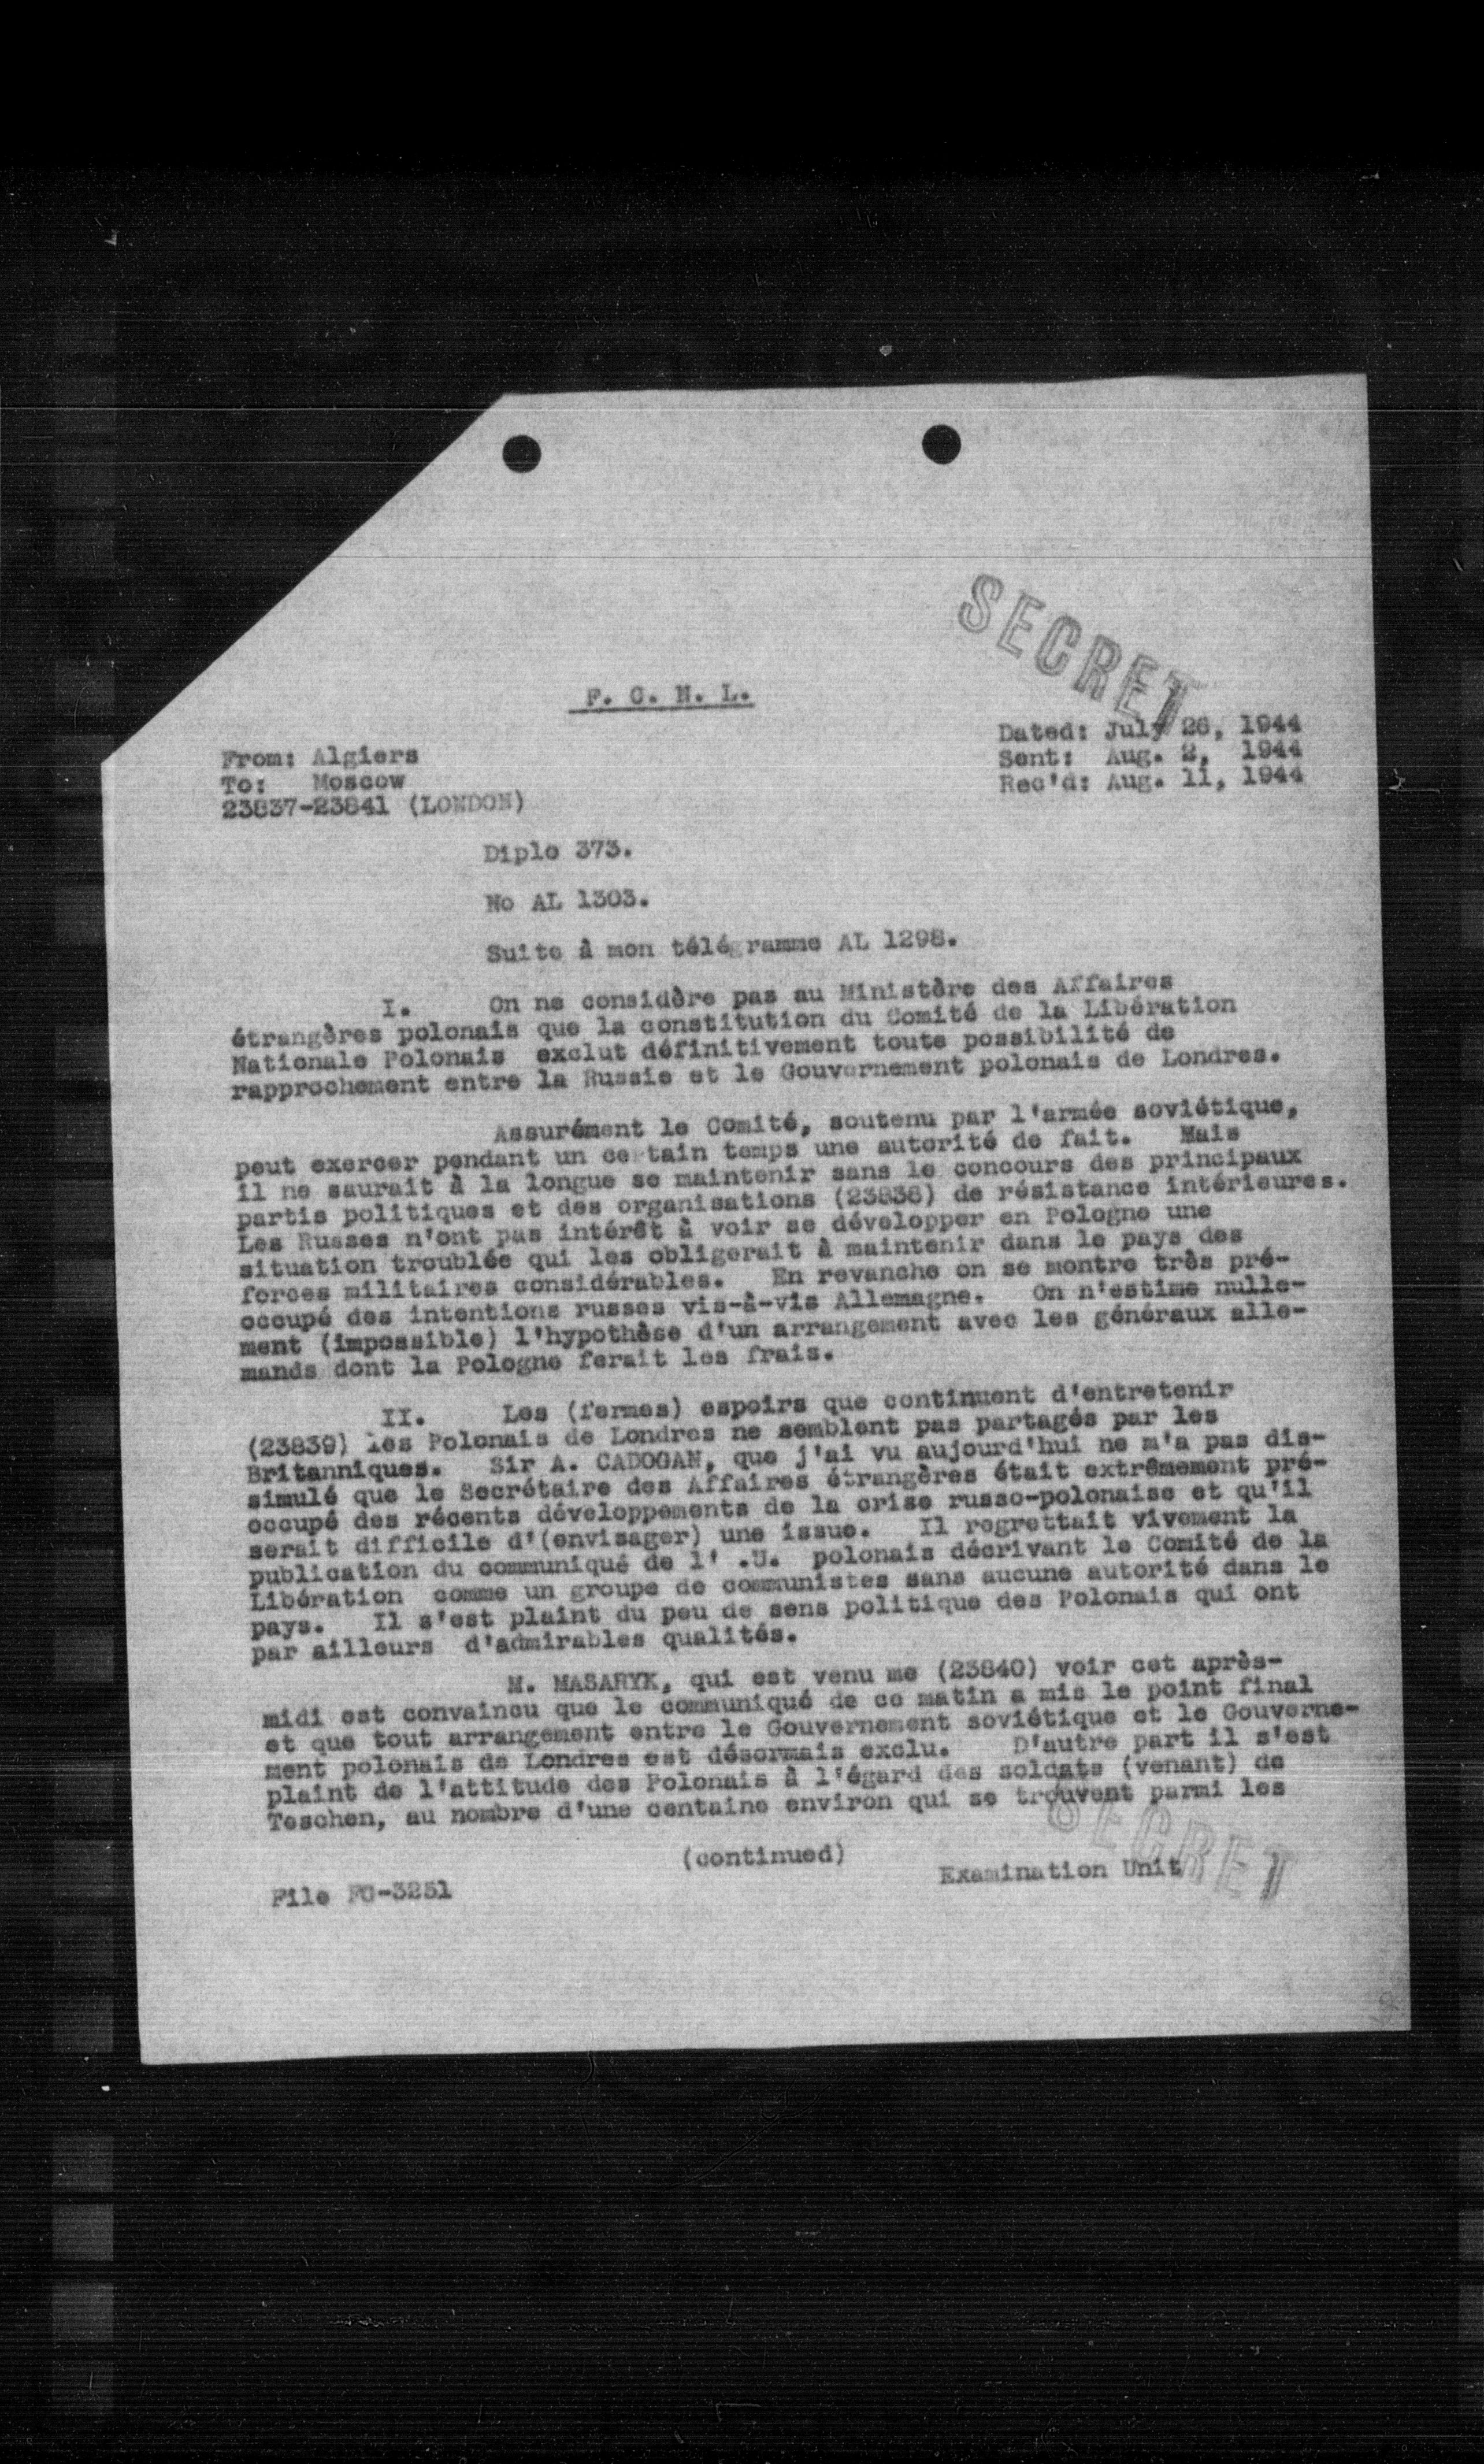 SECRET
F. C. N. L.
From: Algiers
To: Moscow
23837-23841 (LONDON)
Dated: July 26, 1944
Sent: Aug. 2, 1944
Rec'd: Aug. 11, 1944
Diplo 373.
No AL 1303.
Suite à mon télégramme AL 1298.
I. On ne considère pas au Ministère des Affaires
étrangères polonais que la constitution du Comité de la Libération
Nationale Polonais exclut définitivement toute possibilité de
rapprochement entre la Russie et le Gouvernement polonais de Londres.
Assurément le Comité, soutenu par l'armée soviétique,
peut exercer pendant un certain temps une autorité de fait. Mais
il ne saurait à la longue se maintenir sans le concours des principaux
partis politiques et des organisations (23838) de résistance intérieures.
Les Russes n'ont pas intérêt à voir se développer en Pologne une
situation troublée qui les obligerait à maintenir dans le pays des
forces militaires considérables. En revanche on se montre très pré-
occupé des intentions russes vis-à-vis Allemagne. On n'estime nulle-
ment (impossible) l'hypothèse d'un arrangement avec les généraux alle-
mands dont la Pologne ferait les frais.
II. Les (fermes) espoirs que continuent d'entretenir
(23839) les Polonais de Londres ne semblent pas partagés par les
Britanniques. Sir A. CADOGAN, que j'ai vu aujourd'hui ne m'a pas dis-
simulé que le Secrétaire des Affaires étrangères était extrêmement pré-
occupé des récents développements de la crise russo-polonaise et qu'il
serait difficile d'(envisager) une issue. Il regrettait vivement la
publication du communiqué de l' .U. polonais décrivant le Comité de la
Libération comme un groupe de communistes sans aucune autorité dans le
pays. Il s'est plaint du peu de sens politique des Polonais qui ont
par ailleurs d'admirables qualités.
M. MASARYK, qui est venu me (23840) voir cet après-
midi est convaincu que le communiqué de ce matin a mis le point final
et que tout arrangement entre le Gouvernement soviétique et le Gouverne-
ment polonais de Londres est désormais exclu. D'autre part il s'est
plaint de l'attitude des Polonais à l'égard des soldats (venant) de
Teschen, au nombre d'une centaine environ qui se trouvent parmi les
(continued)
SECRET
File FU-3251
Examination Unit